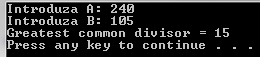 Introduza A: 240
Introduza B: 105
Greatest common divisor = 15
Press any key to continue . . .